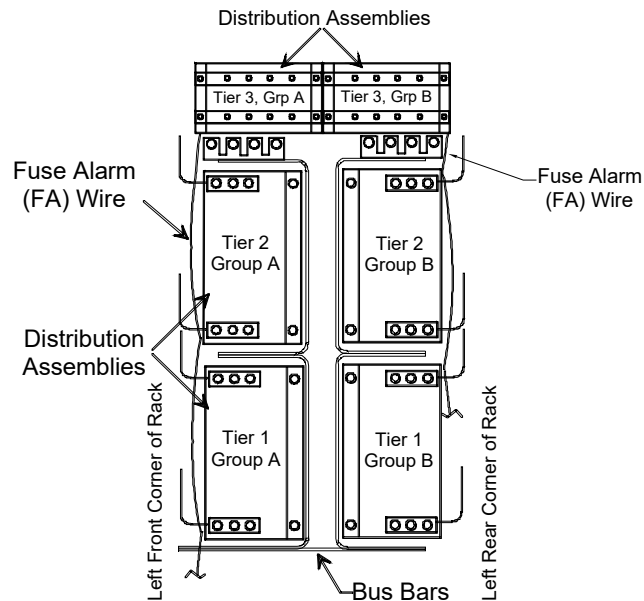 Distribution Assemblies
Tier 3, Grp A
Tier 3, Grp B
Fuse Alarm
(FA) Wire
Fuse Alarm
(FA) Wire
Tier 2
Group A
Tier 2
Group B
Distribution
Assemblies
Tier 1
Group A
Tier 1
Group B
Left Front Corner of Rack
Left Rear Corner of Rack
Bus Bars